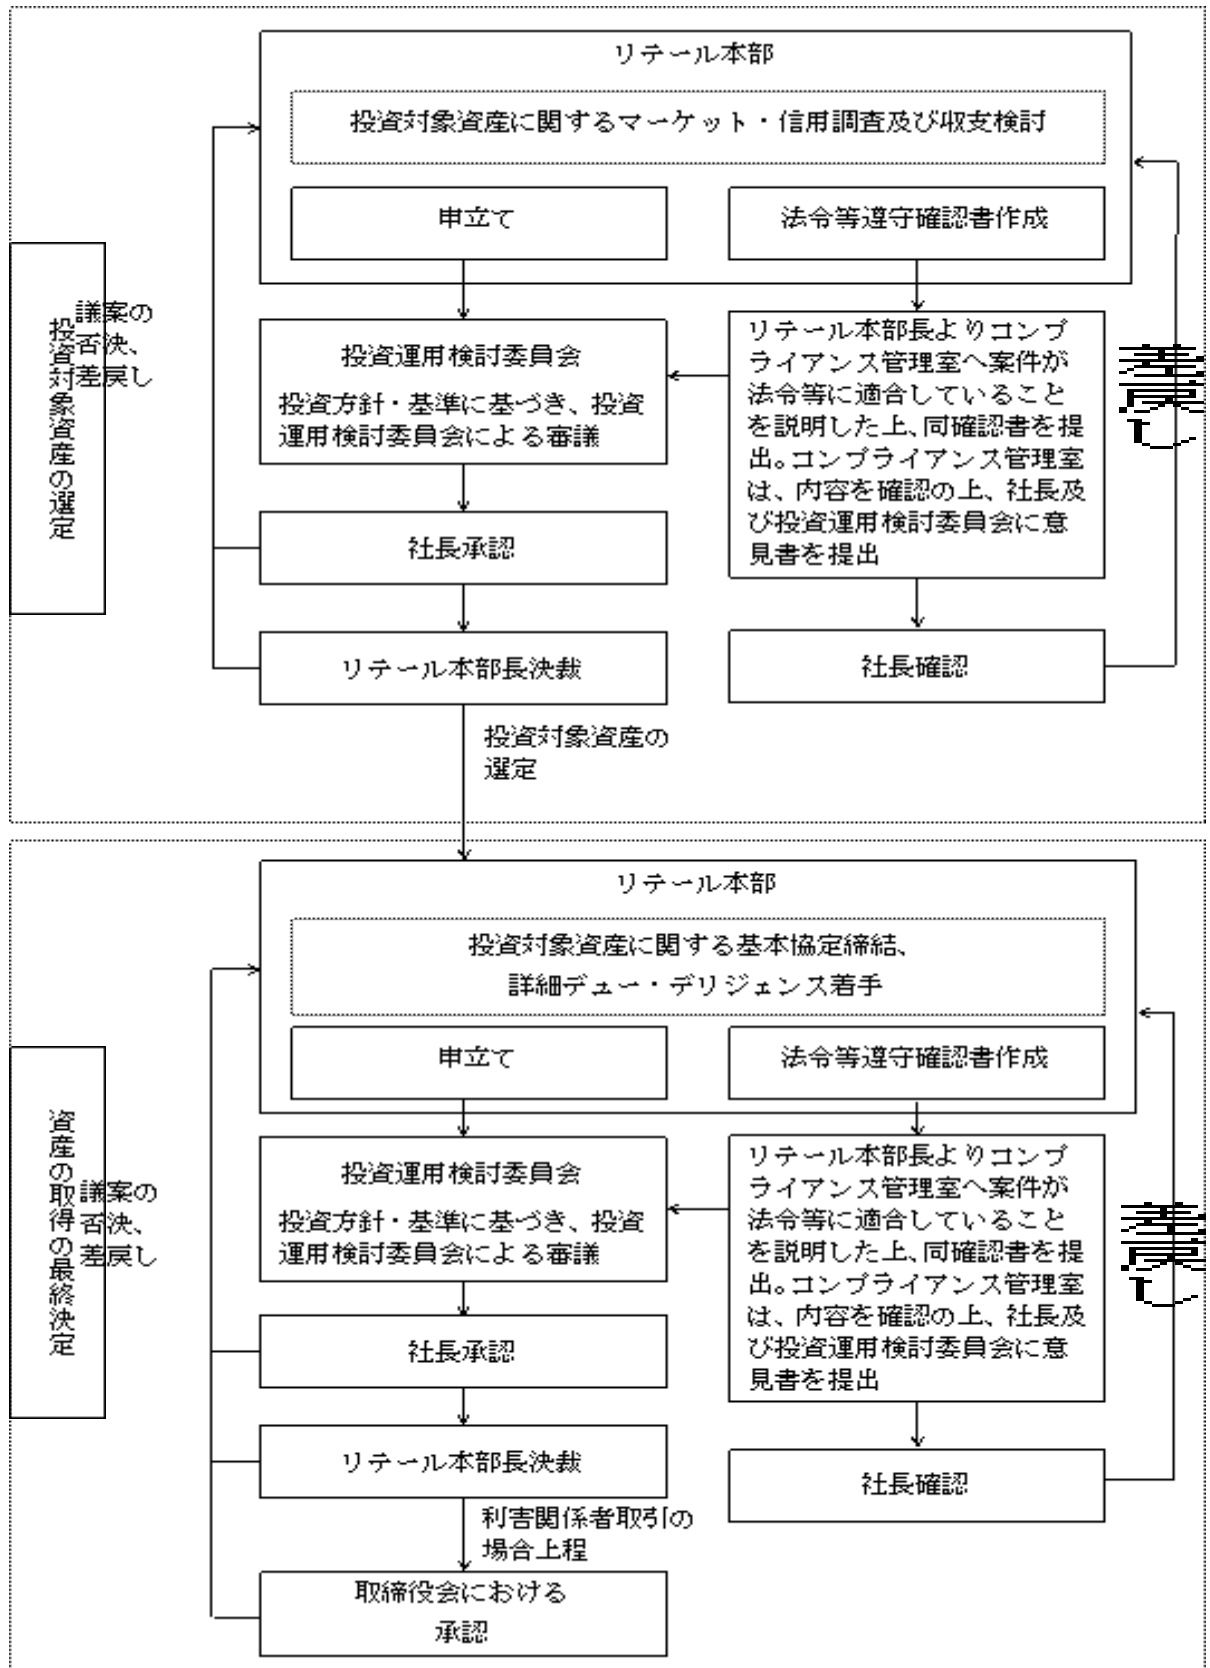 リテール本部
投資対象資産に関するマーケット・信用調査及び収支検討
申立て
法令等遵守確認書作成
投資対象資産の選定
議案の
否決、
差戻し
投資運用検討委員会
投資方針・基準に基づき、投資
運用検討委員会による審議
リテール本部長よりコンプ
ライアンス管理室へ案件が
法令等に適合していること
を説明した上、同確認書を提
出。コンプライアンス管理室
は、内容を確認の上、社長及
び投資運用検討委員会に意
見書を提出
差戻し
社長承認
リテール本部長決裁
社長確認
投資対象資産の
選定
リテール本部
投資対象資産に関する基本協定締結、
詳細デュー・デリジェンス着手
申立て
法令等遵守確認書作成
資産の取得の最終決定
議案の
否決、
差戻し
投資運用検討委員会
投資方針・基準に基づき、投資
運用検討委員会による審議
リテール本部長よりコンプ
ライアンス管理室へ案件が
法令等に適合していること
を説明した上、同確認書を提
出。コンプライアンス管理室
は、内容を確認の上、社長及
び投資運用検討委員会に意
見書を提出
差戻し
社長承認
リテール本部長決裁
社長確認
利害関係者取引の
場合上程
取締役会における
承認